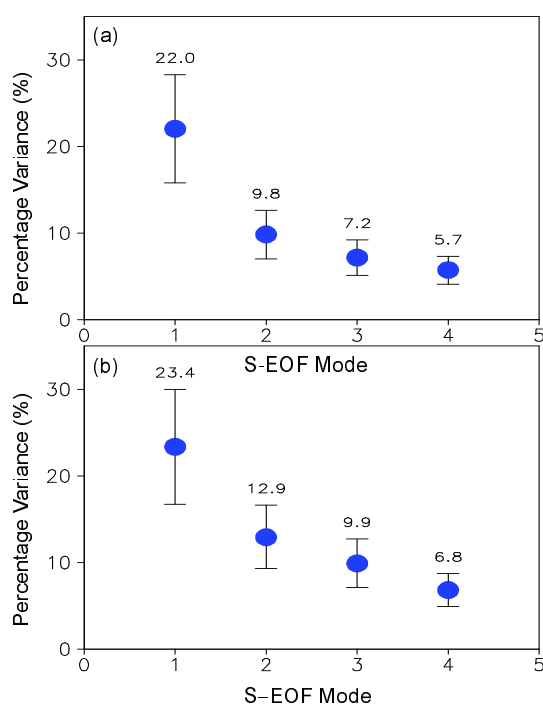 (a)
Percentage Variance (%)
30
20
10
0
22.0
9.8
7.2
5.7
0 1 2 3 4 5
S-EOF Mode
(b)
Percentage Variance (%)
30
20
10
0
23.4
12.9
9.9
6.8
0 1 2 3 4 5
S-EOF Mode